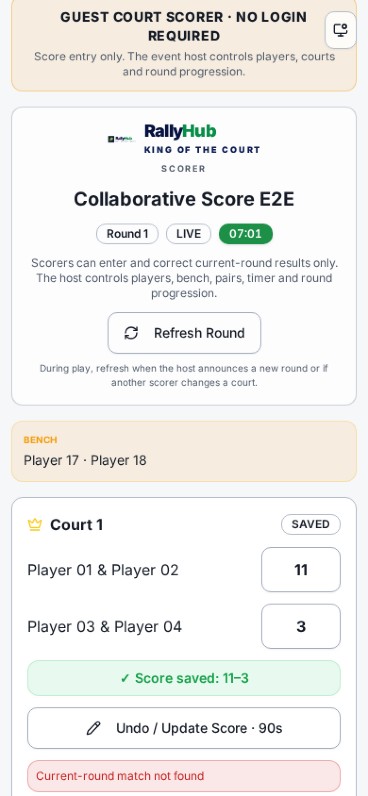 GUEST COURT SCORER · NO LOGIN
REQUIRED
Score entry only. The event host controls players, courts
and round progression.
RallyHub
RallyHub
KING OF THE COURT
SCORER
Collaborative Score E2E
Round 1
LIVE
07:01
Scorers can enter and correct current-round results only.
The host controls players, bench, pairs, timer and round
progression.
Refresh Round
During play, refresh when the host announces a new round or if
another scorer changes a court.
BENCH
Player 17 · Player 18
Court 1
SAVED
Player 01 & Player 02
11
Player 03 & Player 04
3
✓ Score saved: 11–3
Undo / Update Score · 90s
Current-round match not found